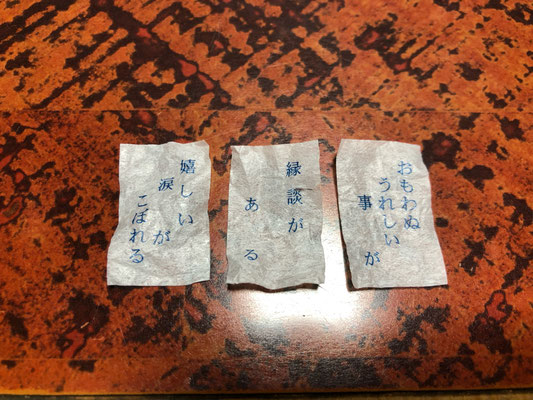 おもわぬ
うれしい
事が
縁談が
ある
嬉しい
涙が
こぼれる